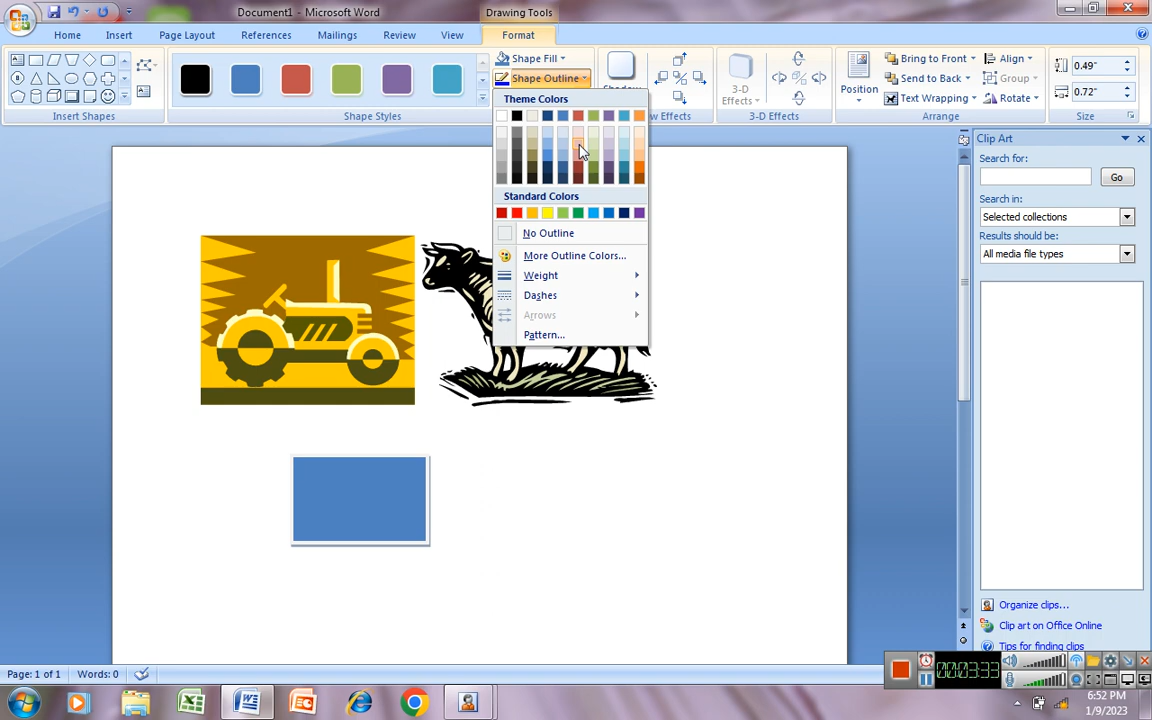 Document1 - Microsoft Word
Drawing Tools
Home
Insert
Page Layout
References
Mailings
Review
View
Format
Shape Fill
Shape Outline
3-D
Effects
Position
Bring to Front
Send to Back
Text Wrapping
Align
Group
Rotate
0.49"
0.72"
Insert Shapes
Shape Styles
w Effects
3-D Effects
Arrange
Size
Theme Colors
Standard Colors
No Outline
More Outline Colors...
Weight
Dashes
Arrows
Pattern...
Clip Art
Search for:
Go
Search in:
Selected collections
Results should be:
All media file types
Organize clips...
Clip art on Office Online
Tips for finding clips
Page: 1 of 1
Words: 0
00:03:33
6:52 PM
1/9/2023